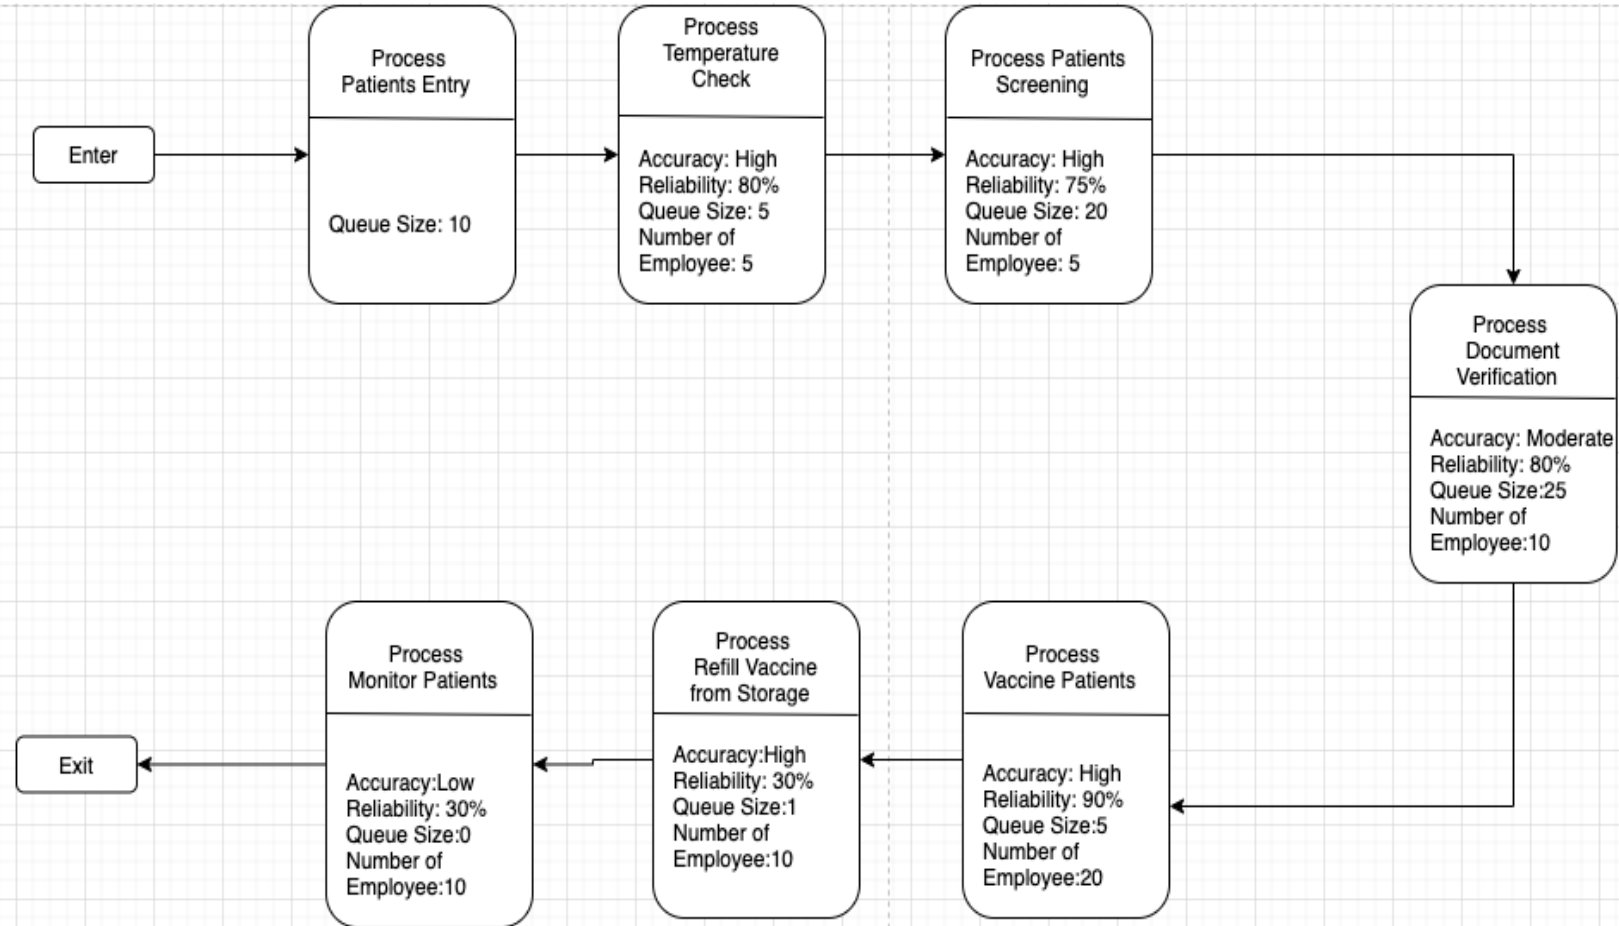 Enter
Process
Patients Entry
Queue Size: 10
Process
Temperature
Check
Accuracy: High
Reliability: 80%
Queue Size: 5
Number of
Employee: 5
Process Patients
Screening
Accuracy: High
Reliability: 75%
Queue Size: 20
Number of
Employee: 5
Process
Document
Verification
Accuracy: Moderate
Reliability: 80%
Queue Size:25
Number of
Employee:10
Process
Vaccine Patients
Accuracy: High
Reliability: 90%
Queue Size:5
Number of
Employee:20
Process
Refill Vaccine
from Storage
Accuracy:High
Reliability: 30%
Queue Size:1
Number of
Employee:10
Process
Monitor Patients
Accuracy:Low
Reliability: 30%
Queue Size:0
Number of
Employee:10
Exit